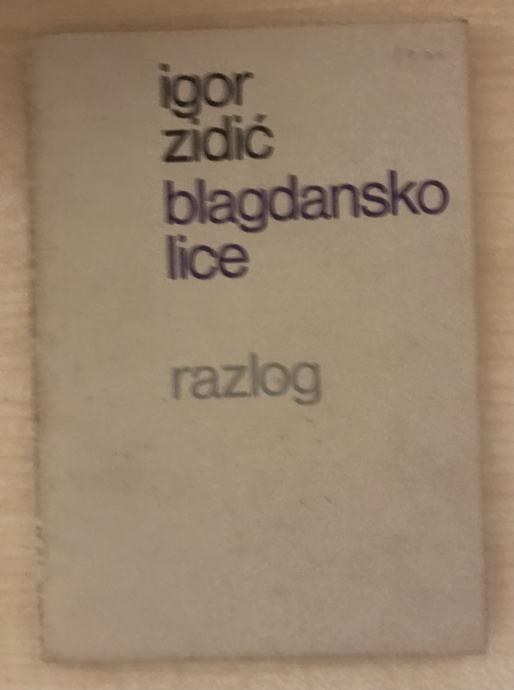 igor
zidić
blagdansko
lice
razlog